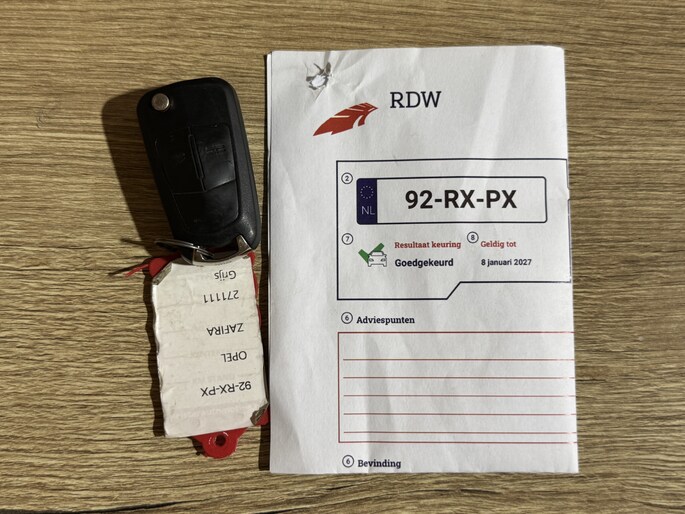 RDW
2
NL
92-RX-PX
7
Resultaat keuring
8
Geldig tot
Goedgekeurd
8 januari 2027
6 Adviespunten
6 Bevinding
92-RX-PX
OPEL
ZAFIRA
271111
Grijs